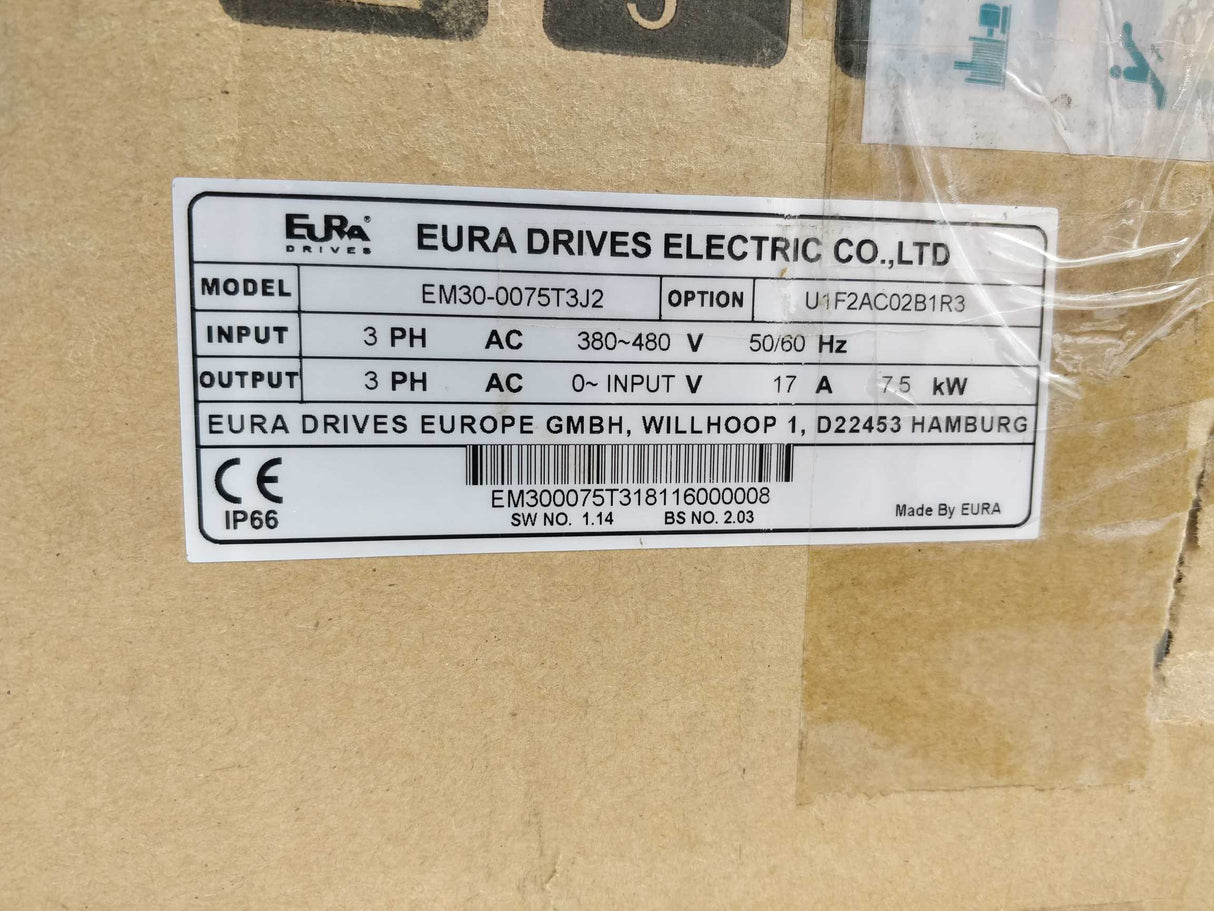 EURA® DRIVES EURA DRIVES ELECTRIC CO.,LTD
MODEL EM30-0075T3J2 OPTION U1F2AC02B1R3
INPUT 3 PH AC 380~480 V 50/60 Hz
OUTPUT 3 PH AC 0~ INPUT V 17 A 7.5 kW
EURA DRIVES EUROPE GMBH, WILLHOOP 1, D22453 HAMBURG
CE
IP66
EM300075T318116000008
SW NO. 1.14 BS NO. 2.03
Made By EURA